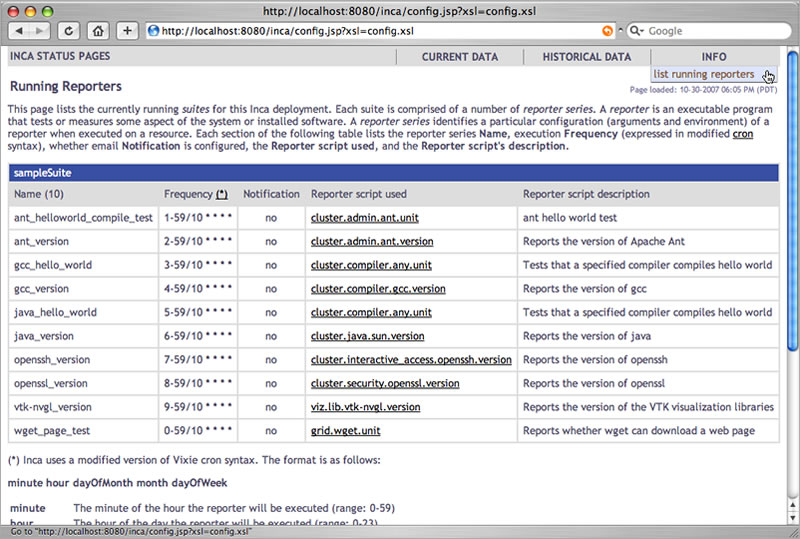 http://localhost:8080/inca/config.jsp?xsl=config.xsl
http://localhost:8080/inca/config.jsp?xsl=config.xsl
Google
INCA STATUS PAGES CURRENT DATA HISTORICAL DATA INFO
list running reporters
Running Reporters
Page loaded: 10-30-2007 06:05 PM (PDT)
This page lists the currently running suites for this Inca deployment. Each suite is comprised of a number of reporter series. A reporter is an executable program
that tests or measures some aspect of the system or installed software. A reporter series identifies a particular configuration (arguments and environment) of a
reporter when executed on a resource. Each section of the following table lists the reporter series Name, execution Frequency (expressed in modified cron
syntax), whether email Notification is configured, the Reporter script used, and the Reporter script's description.
sampleSuite
Name (10) Frequency (*) Notification Reporter script used Reporter script description
ant_helloworld_compile_test 1-59/10 * * * * no cluster.admin.ant.unit ant hello world test
ant_version 2-59/10 * * * * no cluster.admin.ant.version Reports the version of Apache Ant
gcc_hello_world 3-59/10 * * * * no cluster.compiler.any.unit Tests that a specified compiler compiles hello world
gcc_version 4-59/10 * * * * no cluster.compiler.gcc.version Reports the version of gcc
java_hello_world 5-59/10 * * * * no cluster.compiler.any.unit Tests that a specified compiler compiles hello world
java_version 6-59/10 * * * * no cluster.java.sun.version Reports the version of java
openssh_version 7-59/10 * * * * no cluster.interactive_access.openssh.version Reports the version of openssh
openssl_version 8-59/10 * * * * no cluster.security.openssl.version Reports the version of openssl
vtk-nvgl_version 9-59/10 * * * * no viz.lib.vtk-nvgl.version Reports the version of the VTK visualization libraries
wget_page_test 0-59/10 * * * * no grid.wget.unit Reports whether wget can download a web page
(*) Inca uses a modified version of Vixie cron syntax. The format is as follows:
minute hour dayOfMonth month dayOfWeek
minute The minute of the hour the reporter will be executed (range: 0-59)
hour The hour of the day the reporter will be executed (range: 0-23)
Go to "http://localhost:8080/inca/config.jsp?xsl=config.xsl"